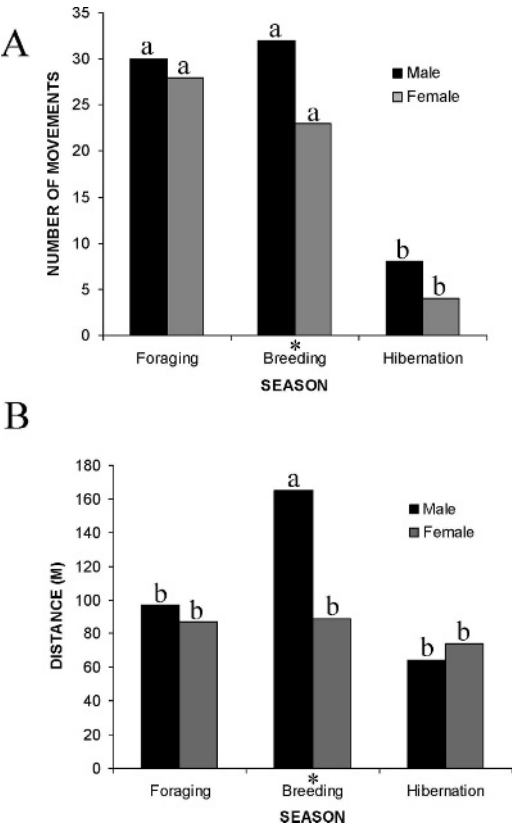 A
NUMBER OF MOVEMENTS
35
30
25
20
15
10
5
0
a a a a b b
Male
Female
Foraging Breeding Hibernation
*
SEASON
B
DISTANCE (M)
180
160
140
120
100
80
60
40
20
0
b b a b b b
Male
Female
Foraging Breeding Hibernation
*
SEASON